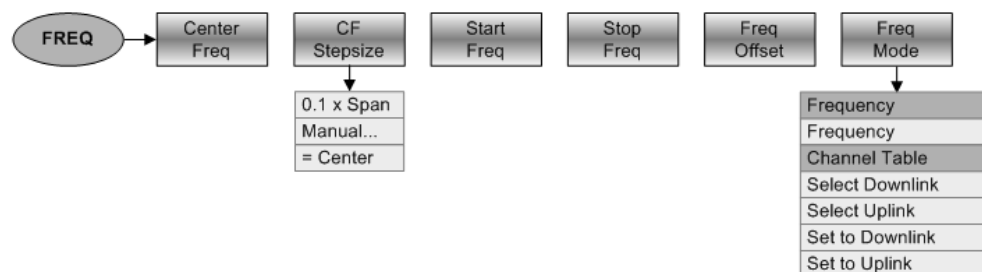 FREQ
Center
Freq
CF
Stepsize
Start
Freq
Stop
Freq
Freq
Offset
Freq
Mode
0.1 x Span
Manual...
= Center
Frequency
Frequency
Channel Table
Select Downlink
Select Uplink
Set to Downlink
Set to Uplink